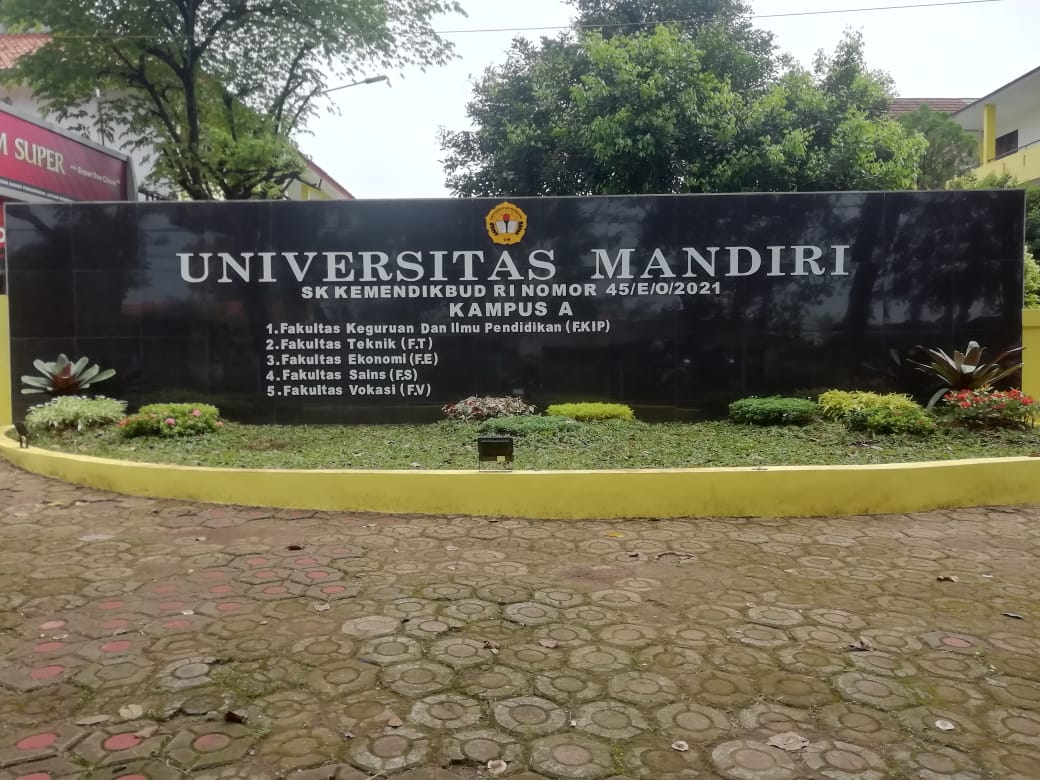 M SUPER
UNIVERSITAS MANDIRI
SK KEMENDIKBUD RI NOMOR 45/E/O/2021
KAMPUS A
1.Fakultas Keguruan Dan Ilmu Pendidikan (F.KIP)
2.Fakultas Teknik (F.T)
3.Fakultas Ekonomi (F.E)
4.Fakultas Sains (F.S)
5.Fakultas Vokasi (F.V)